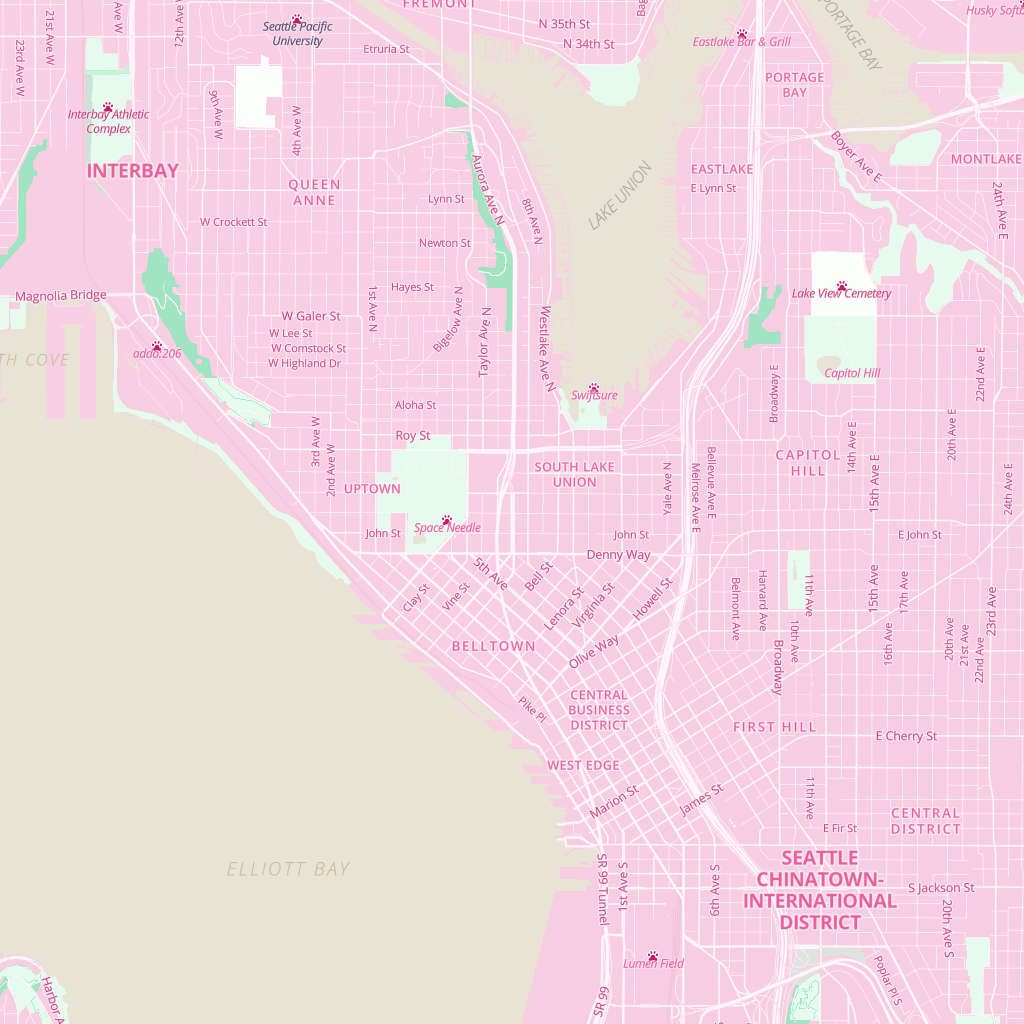 FREMONT
N 35th St
N 34th St
Etruria St
Seattle Pacific
University
21st Ave W
23rd Ave W
12th Ave W
Eastlake Bar & Grill
PORTAGE BAY
PORTAGE
BAY
Interbay Athletic
Complex
9th Ave W
4th Ave W
INTERBAY
QUEEN
ANNE
Aurora Ave N
8th Ave N
Lynn St
W Crockett St
Newton St
Hayes St
LAKE UNION
EASTLAKE
E Lynn St
Boyer Ave E
MONTLAKE
24th Ave E
Magnolia Bridge
1st Ave N
W Galer St
W Lee St
W Comstock St
W Highland Dr
Bigelow Ave N
Taylor Ave N
Westlake Ave N
Lake View Cemetery
addo:206
Capitol Hill
Swiftsure
Aloha St
Roy St
3rd Ave W
2nd Ave W
Broadway E
22nd Ave E
20th Ave E
14th Ave E
15th Ave E
24th Ave E
CAPITOL
HILL
SOUTH LAKE
UNION
Yale Ave N
Melrose Ave E
Bellevue Ave E
UPTOWN
Space Needle
John St
John St
E John St
Denny Way
5th Ave
Bell St
Clay St
Vine St
Lenora St
Virginia St
Howell St
Olive Way
Belmont Ave
Harvard Ave
11th Ave
10th Ave
Broadway
15th Ave
17th Ave
16th Ave
20th Ave
21st Ave
22nd Ave
23rd Ave
BELLTOWN
CENTRAL
BUSINESS
DISTRICT
Pike Pl
FIRST HILL
E Cherry St
WEST EDGE
Marion St
James St
11th Ave
E Fir St
CENTRAL
DISTRICT
ELLIOTT BAY
SEATTLE
CHINATOWN-
INTERNATIONAL
DISTRICT
SR 99 Tunnel
1st Ave S
6th Ave S
S Jackson St
20th Ave S
Lumen Field
Poplar Pl S
SR 99